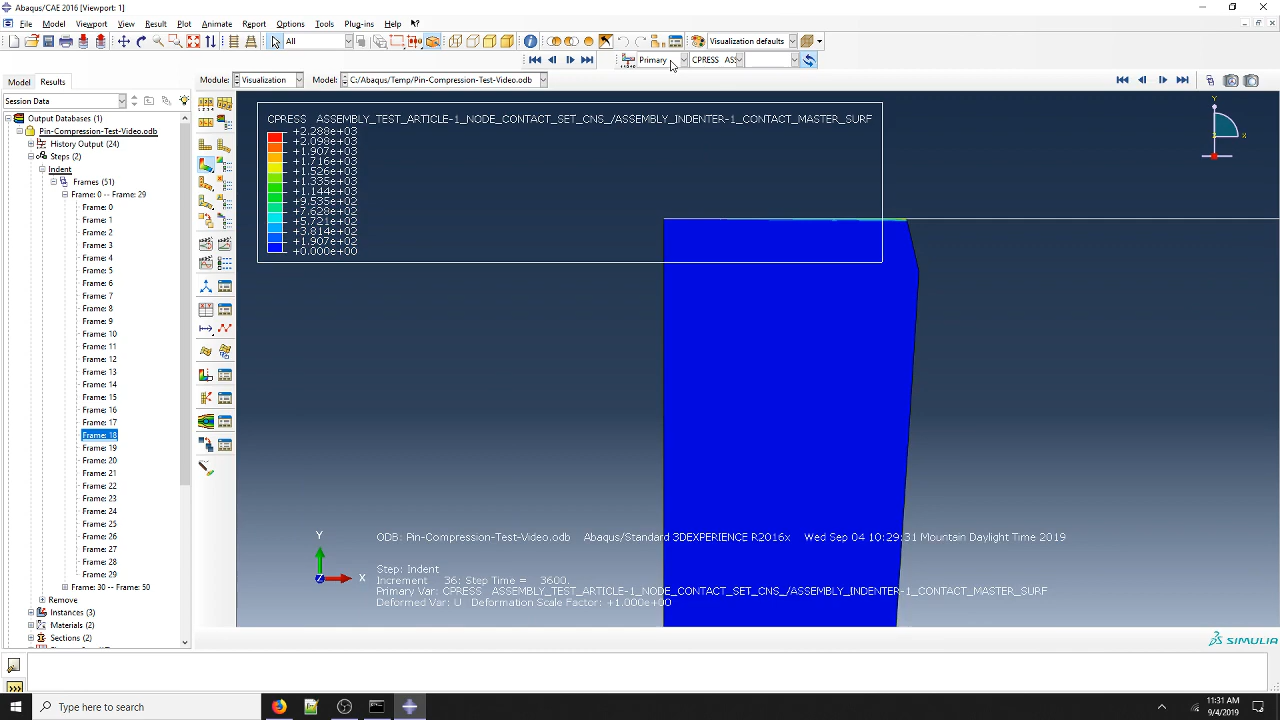 Abaqus/CAE 2016 [Viewport: 1]
File Model Viewport View Result Plot Animate Report Options Tools Plug-ins Help
All Visualization defaults
Primary CPRESS ASS
Model Results Module: Visualization Model: C:/Abaqus/Temp/Pin-Compression-Test-Video.odb
Session Data
Output Databases (1)
Pin-Compression-Test-Video.odb
History Output (24)
Steps (2)
Indent
Frames (51)
Frame: 0 -- Frame: 29
Frame: 0
Frame: 1
Frame: 2
Frame: 3
Frame: 4
Frame: 5
Frame: 6
Frame: 7
Frame: 8
Frame: 9
Frame: 10
Frame: 11
Frame: 12
Frame: 13
Frame: 14
Frame: 15
Frame: 16
Frame: 17
Frame: 18
Frame: 19
Frame: 20
Frame: 21
Frame: 22
Frame: 23
Frame: 24
Frame: 25
Frame: 26
Frame: 27
Frame: 28
Frame: 29
Frame: 30 -- Frame: 50
Remove
Instances (3)
Materials (2)
Sections (2)
CPRESS ASSEMBLY_TEST_ARTICLE-1_NODE_CONTACT_SET_CNS_/ASSEMBLY_INDENTER-1_CONTACT_MASTER_SURF
+2.098e+03
+1.907e+03
+1.716e+03
+1.526e+03
+1.335e+03
+1.144e+03
+9.535e+02
+7.628e+02
+5.721e+02
+3.814e+02
+1.907e+02
+0.000e+00
Y
X
Y
X
Z
ODB: Pin-Compression-Test-Video.odb Abaqus/Standard 3DEXPERIENCE R2016x Wed Sep 04 10:29:31 Mountain Daylight Time 2019
Step: Indent
Increment 36: Step Time = 3600.
Primary Var: CPRESS ASSEMBLY_TEST_ARTICLE-1_NODE_CONTACT_SET_CNS_/ASSEMBLY_INDENTER-1_CONTACT_MASTER_SURF
Deformed Var: U Deformation Scale Factor: +1.000e+00
SIMULIA
Type here to search
11:31 AM
9/4/2019